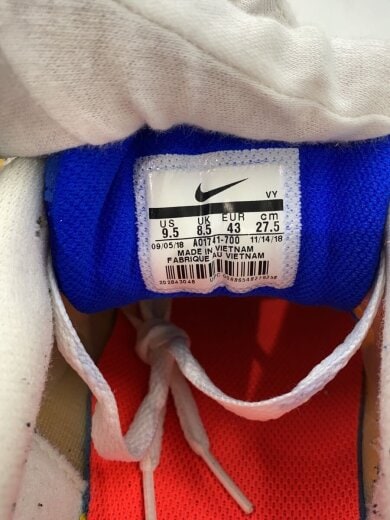 VY
US UK EUR cm
9.5 8.5 43 27.5
09/05/18 AO1741-700 11/14/18
MADE IN VIETNAM
FABRIQUE AU VIETNAM